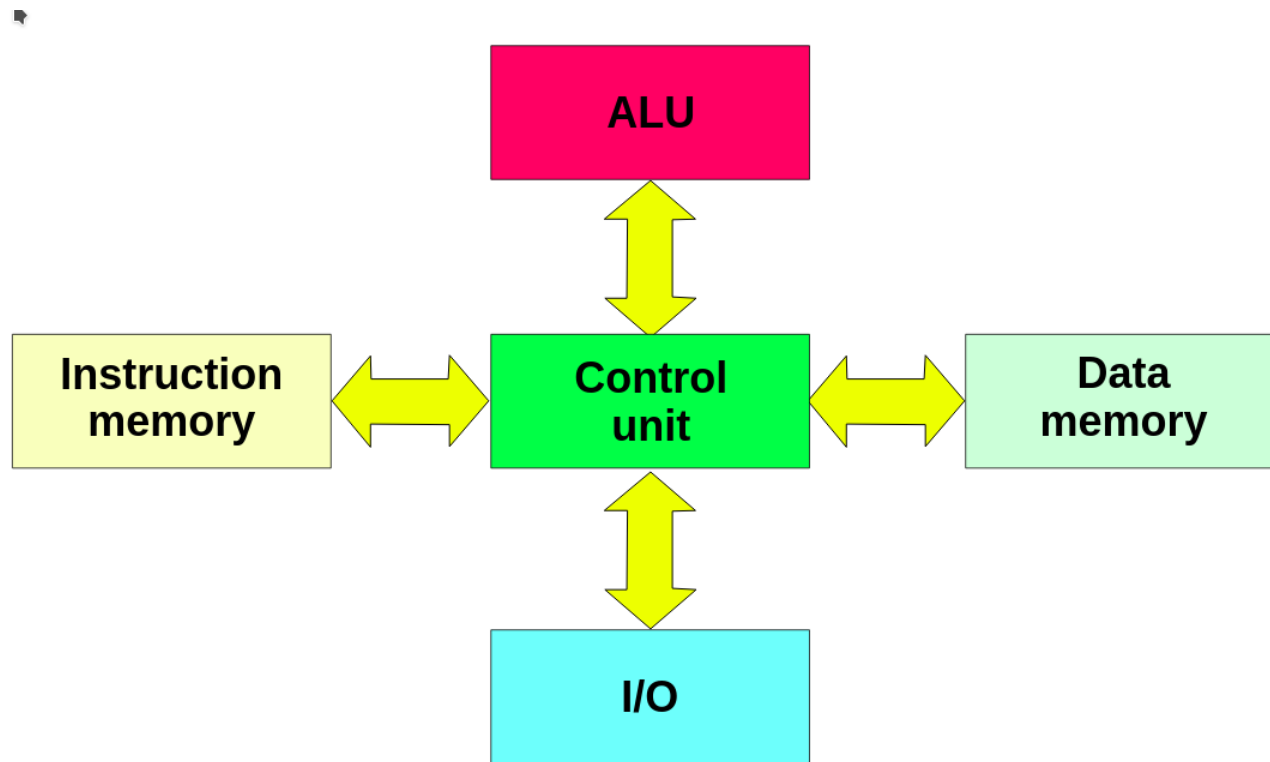 ALU
Instruction
memory
Control
unit
Data
memory
I/O